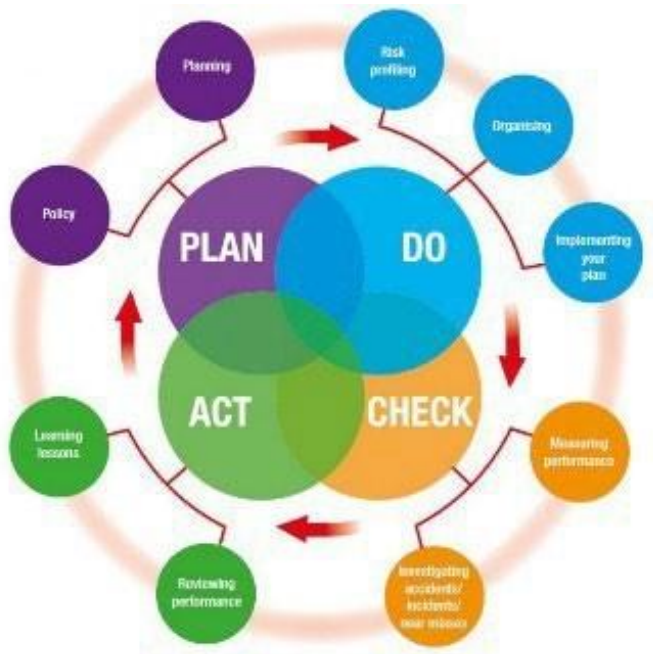 Planning
Risk
profiling
Organising
Policy
PLAN
DO
Implementing
your
plan
ACT
CHECK
Learning
lessons
Measuring
performance
Reviewing
performance
Investigating
accidents/
incidents/
near misses